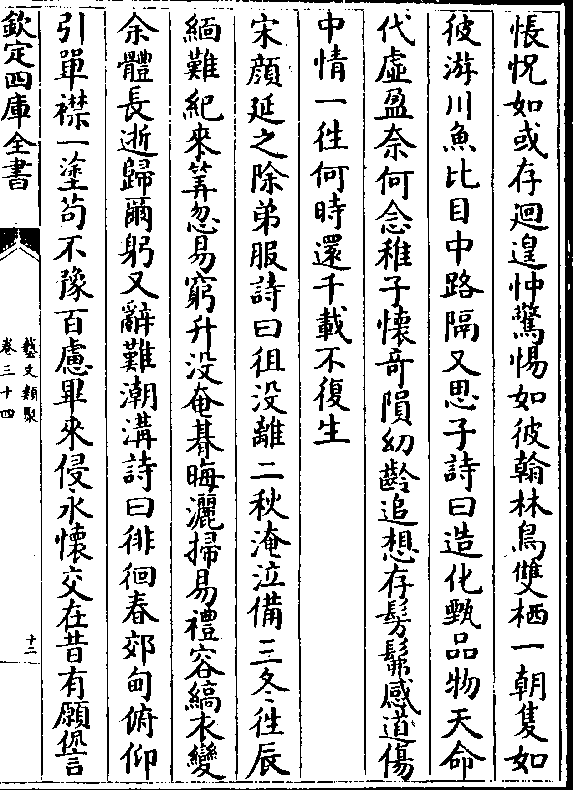 悵怳如或存迴遑忡驚惕如彼翰林鳥雙栖一朝隻如
彼游川魚比目中路隔又思子詩曰造化甄品物天命
代虛盈奈何念稚子懷奇隕幼齡追想存髣髴感道傷
中情一往何時還千載不復生
宋顔延之除弟服詩曰徂没離二秋淹泣備三冬往辰
緬難紀來筭忽易窮升没奄朞晦灑掃易禮容縞衣變
余體長逝歸爾躬又辭難潮溝詩曰徘徊春郊甸俯仰
引單襟一塗苟不豫百慮畢來侵永懷交在昔有願㤭言
欽定四庫全書
藝文類聚
卷三十四
十二